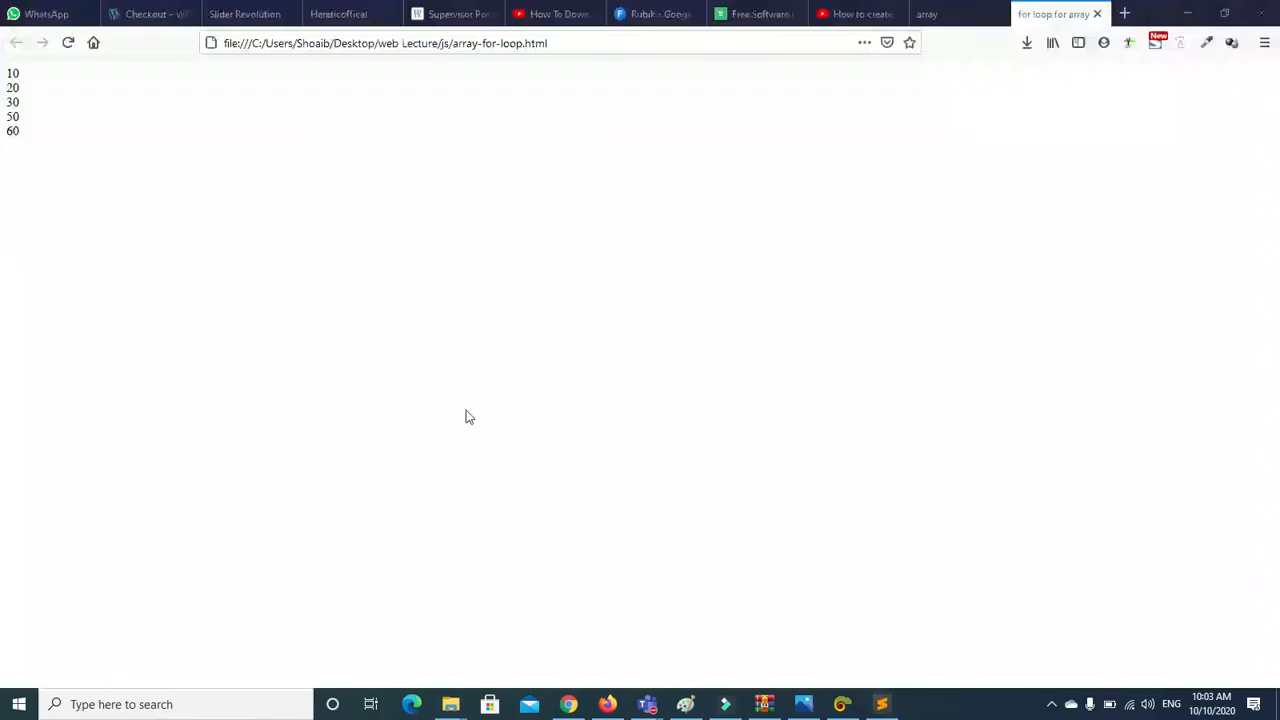 WhatsApp
Checkout – WF
Slider Revolution
Hereticoffical
Supervisor Por
How To Dow
Rubik - Goog
Free Software
How to create
array
for loop for array
file:///C:/Users/Shoaib/Desktop/web Lecture/js/array-for-loop.html
New
10
20
30
50
60
Type here to search
ENG
10:03 AM
10/10/2020